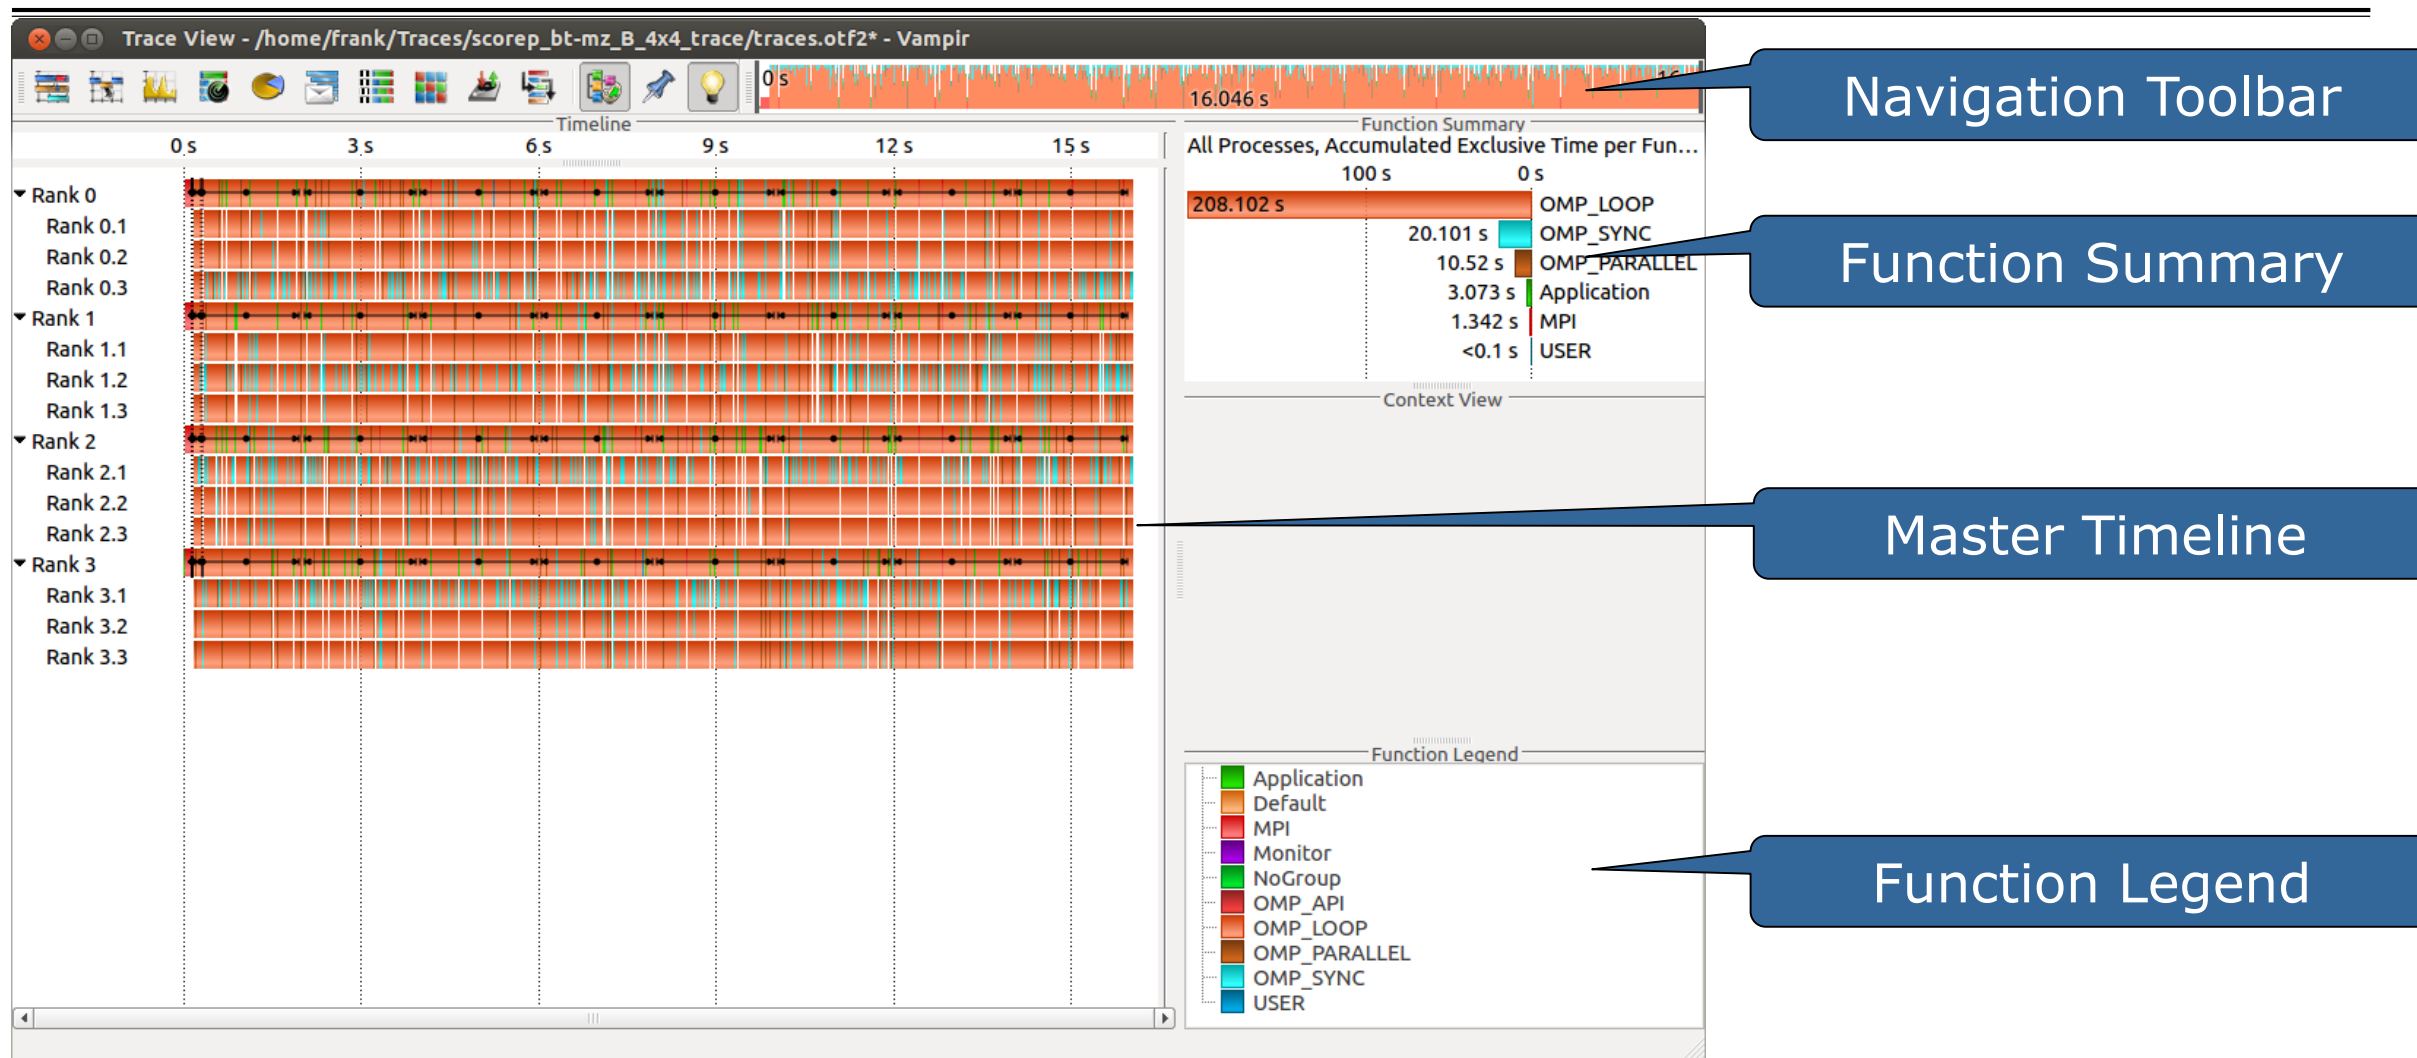 Trace View - /home/frank/Traces/scorep_bt-mz_B_4x4_trace/traces.otf2* - Vampir
0 s
16.046 s
Navigation Toolbar
Timeline
0 s 3 s 6 s 9 s 12 s 15 s
Rank 0
Rank 0.1
Rank 0.2
Rank 0.3
Rank 1
Rank 1.1
Rank 1.2
Rank 1.3
Rank 2
Rank 2.1
Rank 2.2
Rank 2.3
Rank 3
Rank 3.1
Rank 3.2
Rank 3.3
Function Summary
All Processes, Accumulated Exclusive Time per Fun...
100 s 0 s
208.102 s OMP_LOOP
20.101 s OMP_SYNC
10.52 s OMP_PARALLEL
3.073 s Application
1.342 s MPI
<0.1 s USER
Function Summary
Context View
Master Timeline
Function Legend
Application
Default
MPI
Monitor
NoGroup
OMP_API
OMP_LOOP
OMP_PARALLEL
OMP_SYNC
USER
Function Legend